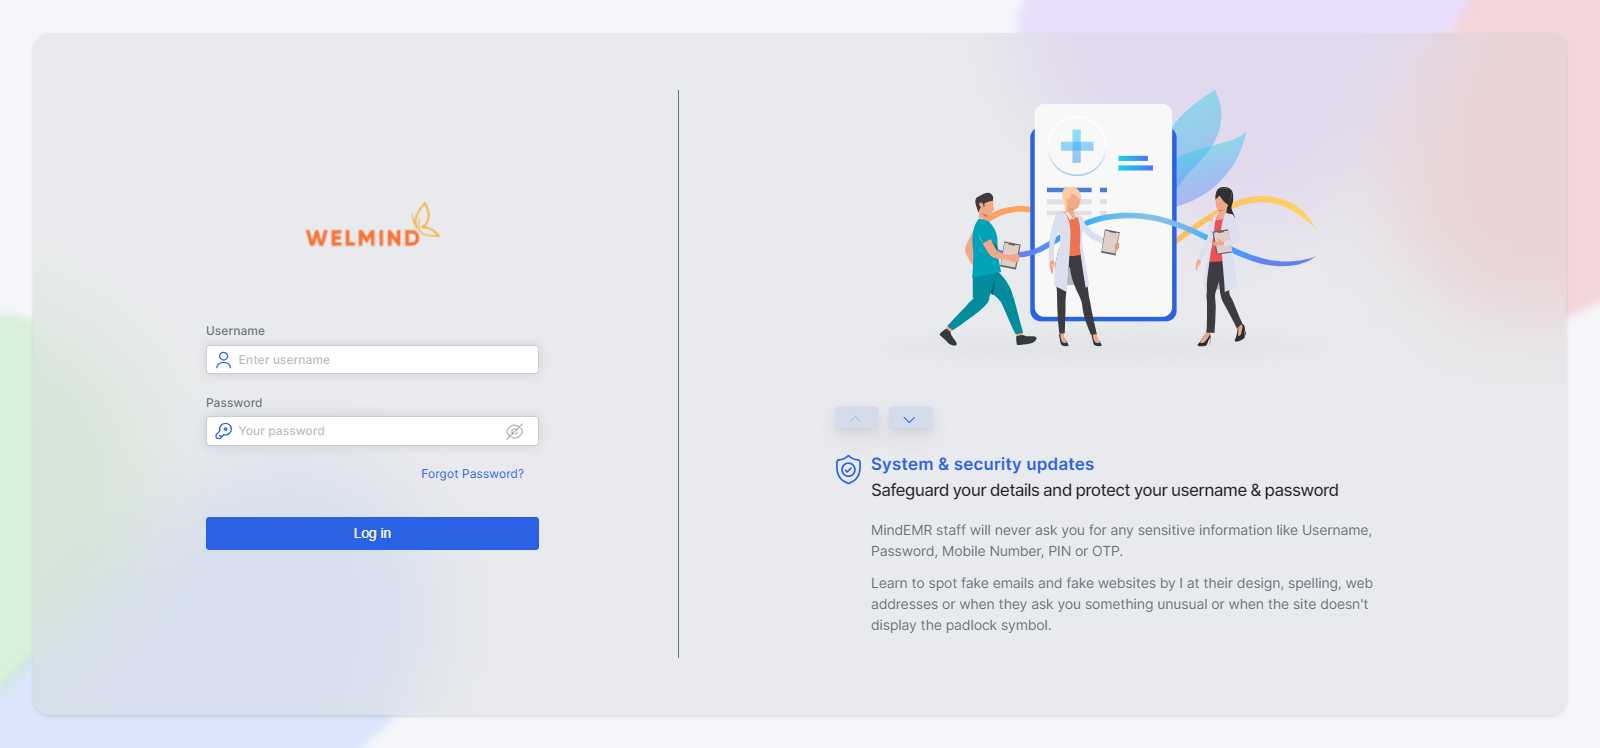 WELMIND
Username
Enter username
Password
Your password
Forgot Password?
Log in
System & security updates
Safeguard your details and protect your username & password
MindEMR staff will never ask you for any sensitive information like Username,
Password, Mobile Number, PIN or OTP.
Learn to spot fake emails and fake websites by I at their design, spelling, web
addresses or when they ask you something unusual or when the site doesn't
display the padlock symbol.